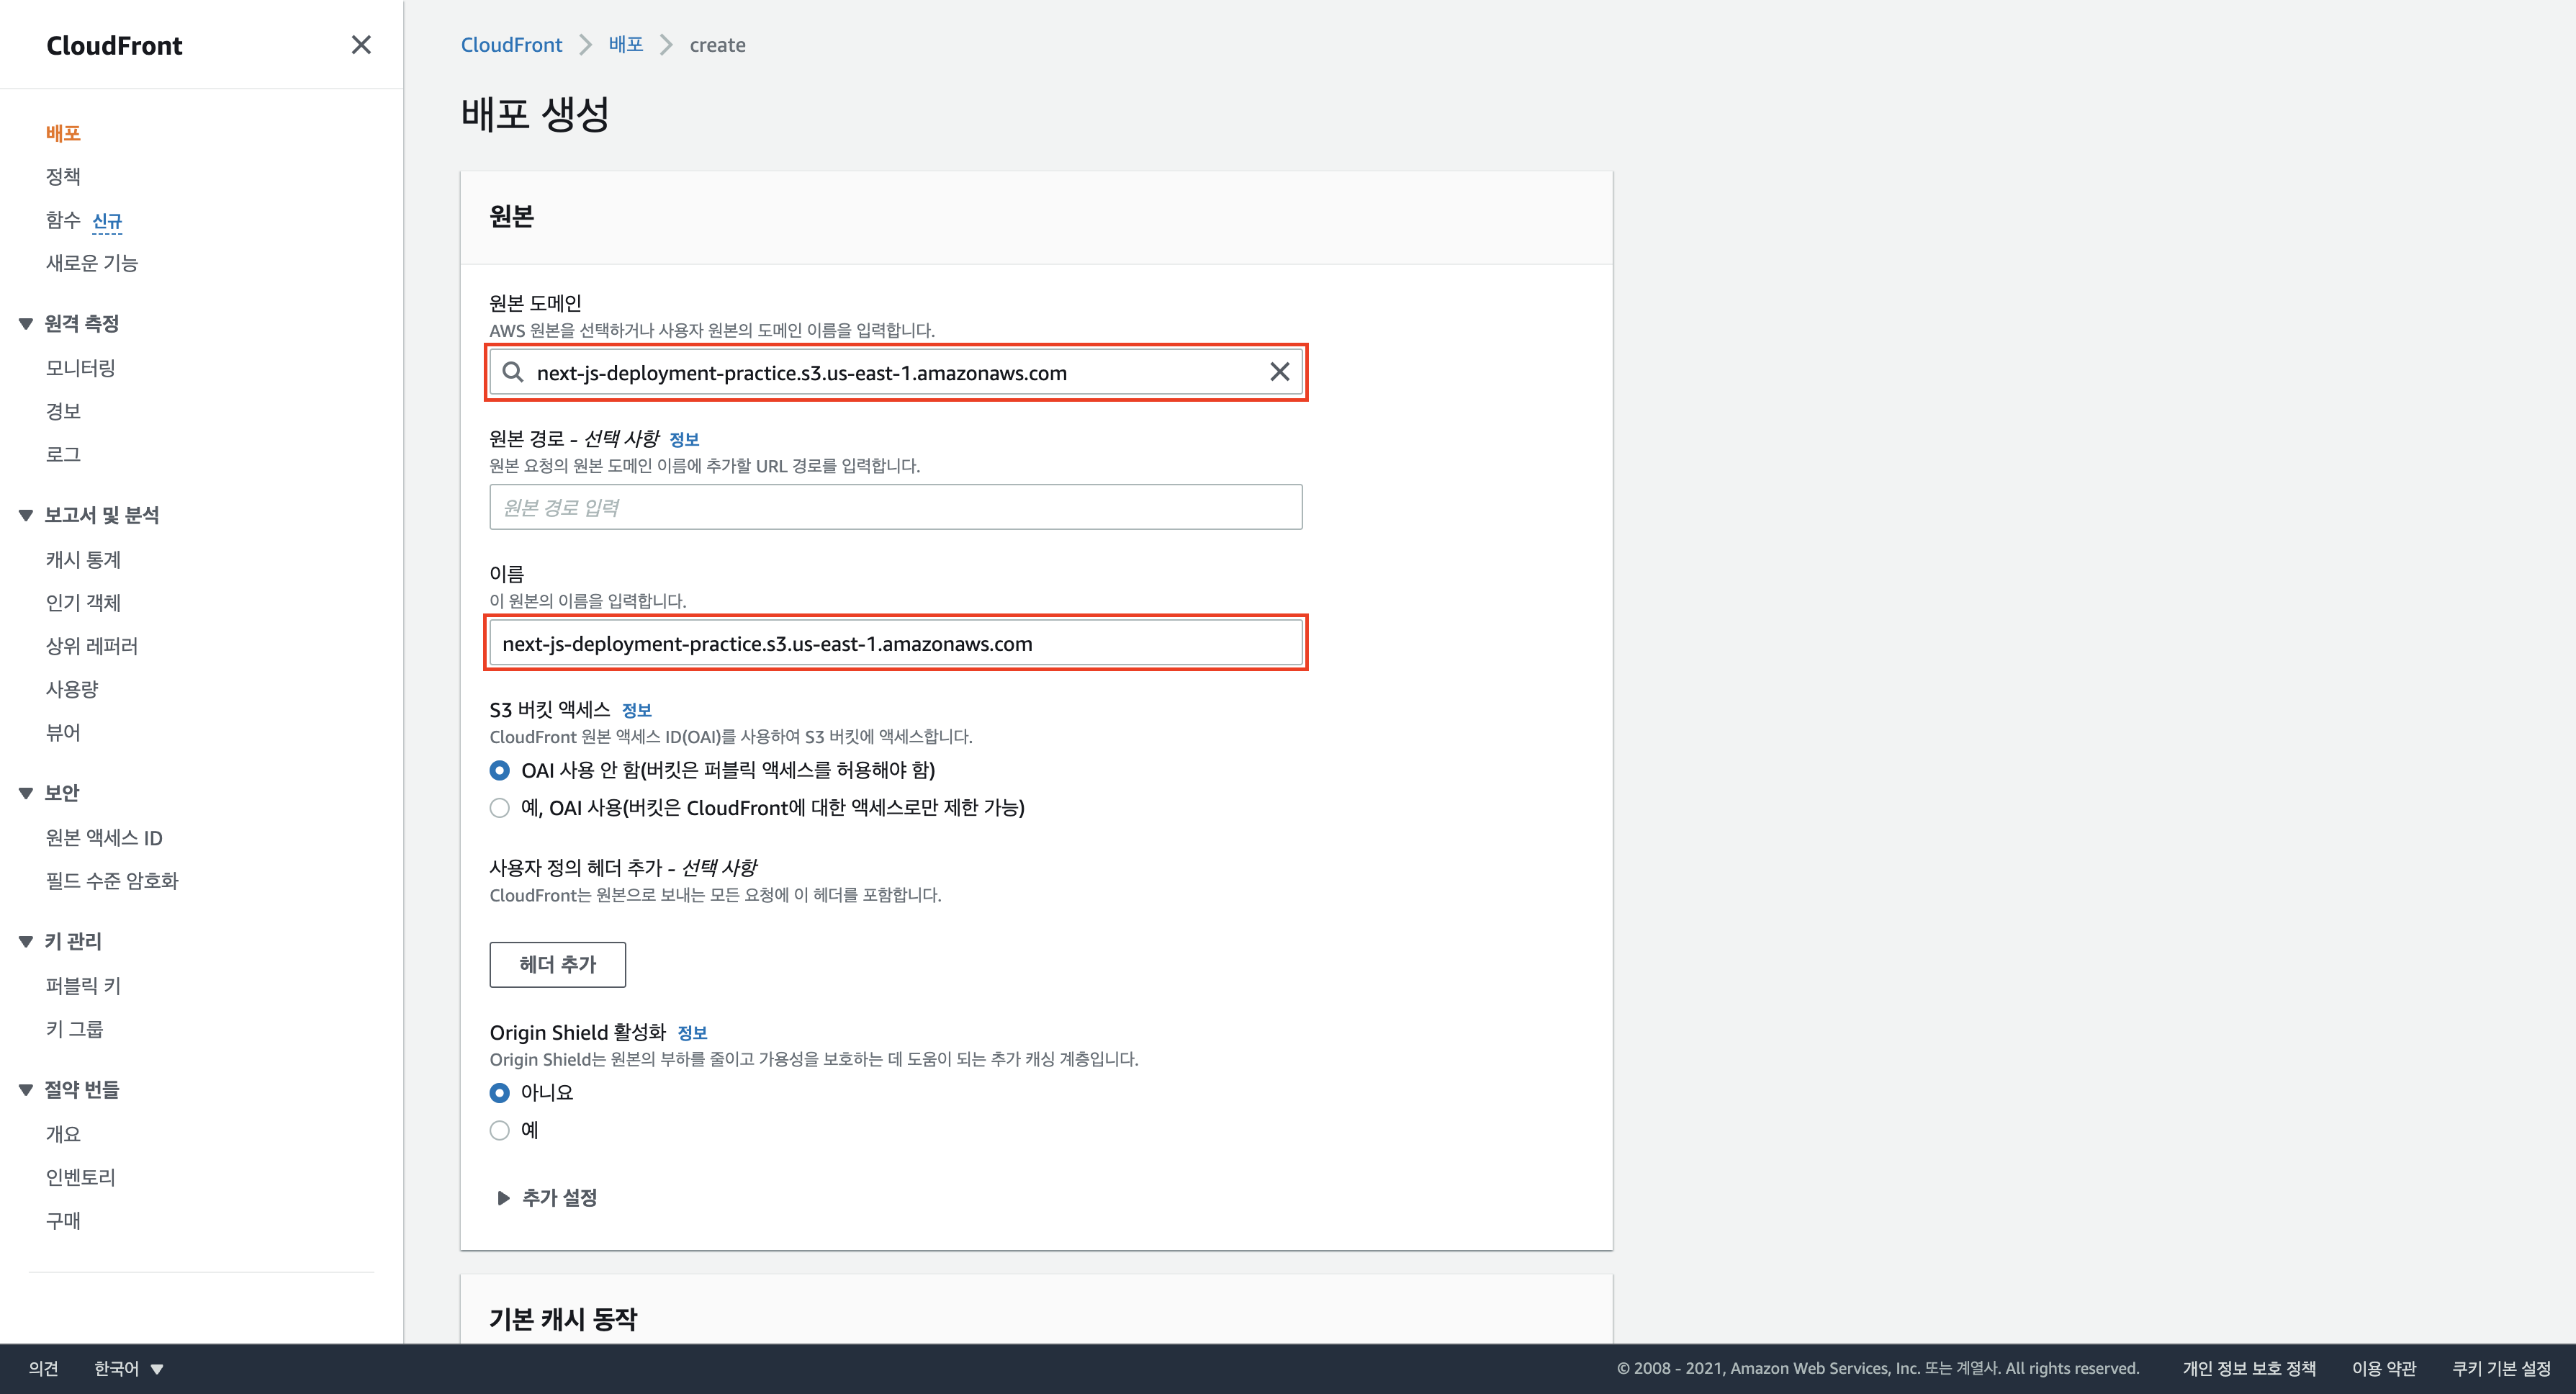 CloudFront
배포
정책
함수 신규
새로운 기능
원격 측정
모니터링
경보
로그
보고서 및 분석
캐시 통계
인기 객체
상위 레퍼러
사용량
뷰어
보안
원본 액세스 ID
필드 수준 암호화
키 관리
퍼블릭 키
키 그룹
절약 번들
개요
인벤토리
구매
CloudFront 배포 create
배포 생성
원본
원본 도메인
AWS 원본을 선택하거나 사용자 원본의 도메인 이름을 입력합니다.
next-js-deployment-practice.s3.us-east-1.amazonaws.com
원본 경로 - 선택 사항 정보
원본 요청의 원본 도메인 이름에 추가할 URL 경로를 입력합니다.
원본 경로 입력
이름
이 원본의 이름을 입력합니다.
next-js-deployment-practice.s3.us-east-1.amazonaws.com
S3 버킷 액세스 정보
CloudFront 원본 액세스 ID(OAI)를 사용하여 S3 버킷에 액세스합니다.
OAI 사용 안 함(버킷은 퍼블릭 액세스를 허용해야 함)
예, OAI 사용(버킷은 CloudFront에 대한 액세스로만 제한 가능)
사용자 정의 헤더 추가 - 선택 사항
CloudFront는 원본으로 보내는 모든 요청에 이 헤더를 포함합니다.
헤더 추가
Origin Shield 활성화 정보
Origin Shield는 원본의 부하를 줄이고 가용성을 보호하는 데 도움이 되는 추가 캐싱 계층입니다.
아니요
예
추가 설정
기본 캐시 동작
의견 한국어 © 2008 - 2021, Amazon Web Services, Inc. 또는 계열사. All rights reserved. 개인 정보 보호 정책 이용 약관 쿠키 기본 설정